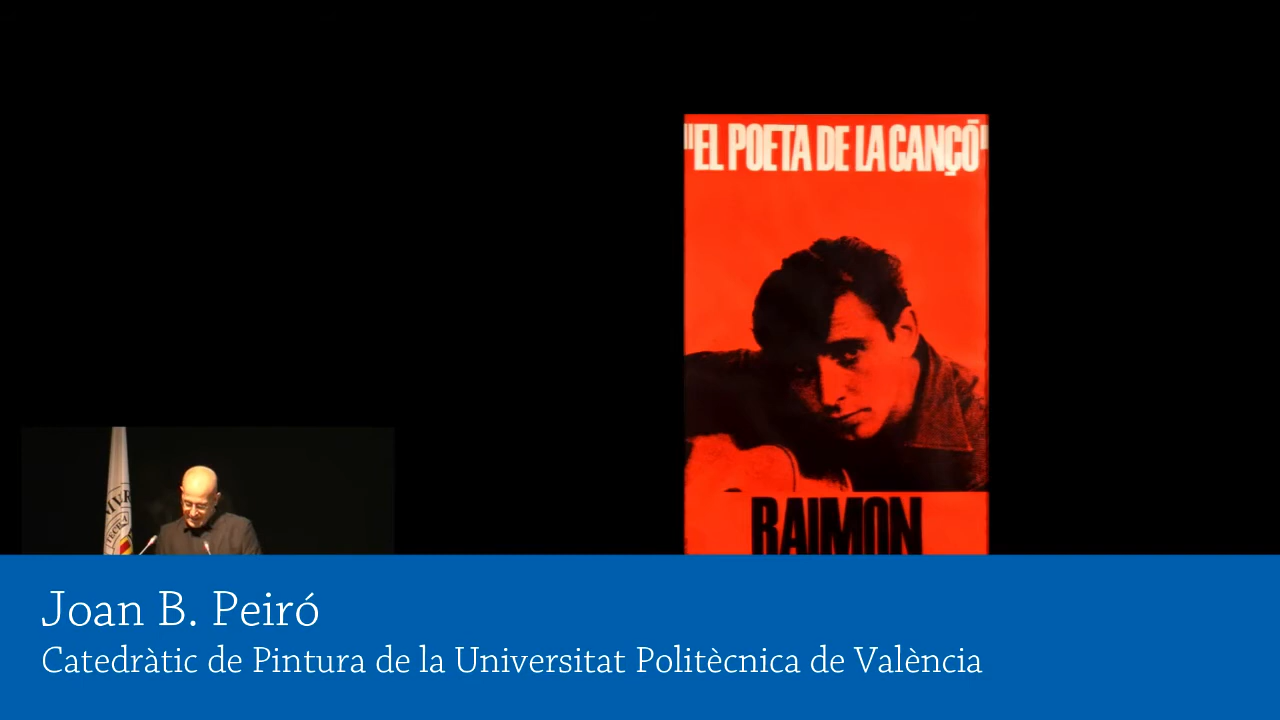 "EL POETA DE LA CANÇÓ"
RAIMON
Joan B. Peiró
Catedràtic de Pintura de la Universitat Politècnica de València